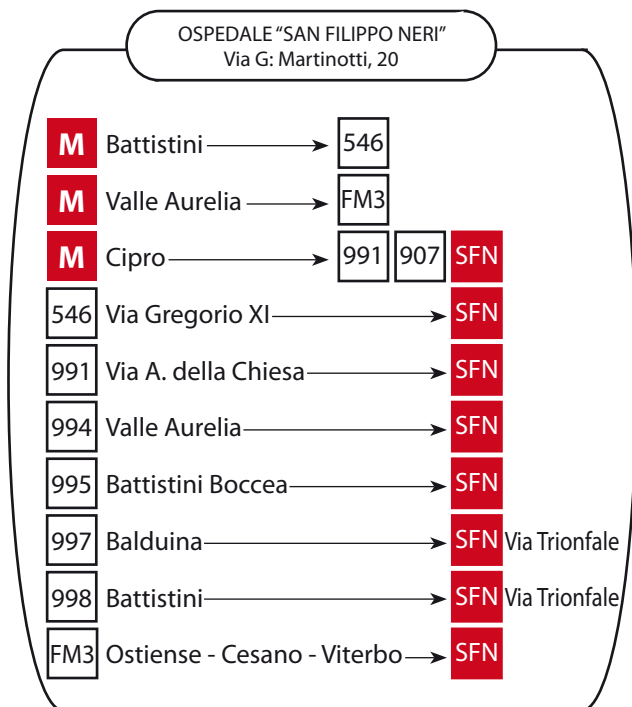 OSPEDALE “SAN FILIPPO NERI”
Via G: Martinotti, 20
M Battistini 546
M Valle Aurelia FM3
M Cipro 991 907 SFN
546 Via Gregorio XI SFN
991 Via A. della Chiesa SFN
994 Valle Aurelia SFN
995 Battistini Boccea SFN
997 Balduina SFN Via Trionfale
998 Battistini SFN Via Trionfale
FM3 Ostiense - Cesano - Viterbo SFN